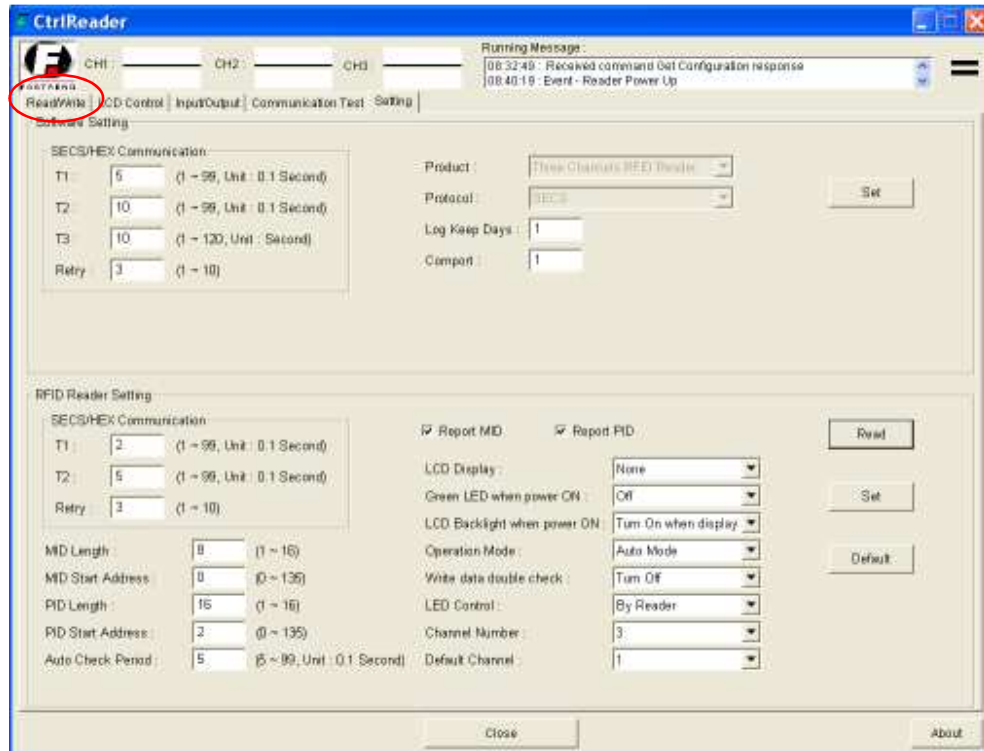 CtrlReader
CH1 : CH2 : CH3
Running Message :
08:32:49 : Received command Get Configuration response
08:40:19 : Event - Reader Power Up
Read/Write LCD Control Input/Output Communication Test Setting
Software Setting
SECS/HEX Communication
T1 : 5 (1 ~ 99, Unit : 0.1 Second)
T2 : 10 (1 ~ 99, Unit : 0.1 Second)
T3 : 10 (1 ~ 120, Unit : Second)
Retry : 3 (1 ~ 10)
Product : Three Channels RFID Reader
Protocol : SECS
Log Keep Days : 1
Comport : 1
Set
RFID Reader Setting
SECS/HEX Communication
T1 : 2 (1 ~ 99, Unit : 0.1 Second)
T2 : 5 (1 ~ 99, Unit : 0.1 Second)
Retry : 3 (1 ~ 10)
MID Length : 8 (1 ~ 16)
MID Start Address : 0 (0 ~ 135)
PID Length : 16 (1 ~ 16)
PID Start Address : 2 (0 ~ 135)
Auto Check Period : 5 (5 ~ 99, Unit : 0.1 Second)
Report MID Report PID
LCD Display : None
Green LED when power ON : Off
LCD Backlight when power ON : Turn On when display
Operation Mode : Auto Mode
Write data double check : Turn Off
LED Control : By Reader
Channel Number : 3
Default Channel : 1
Read
Set
Default
Close
About